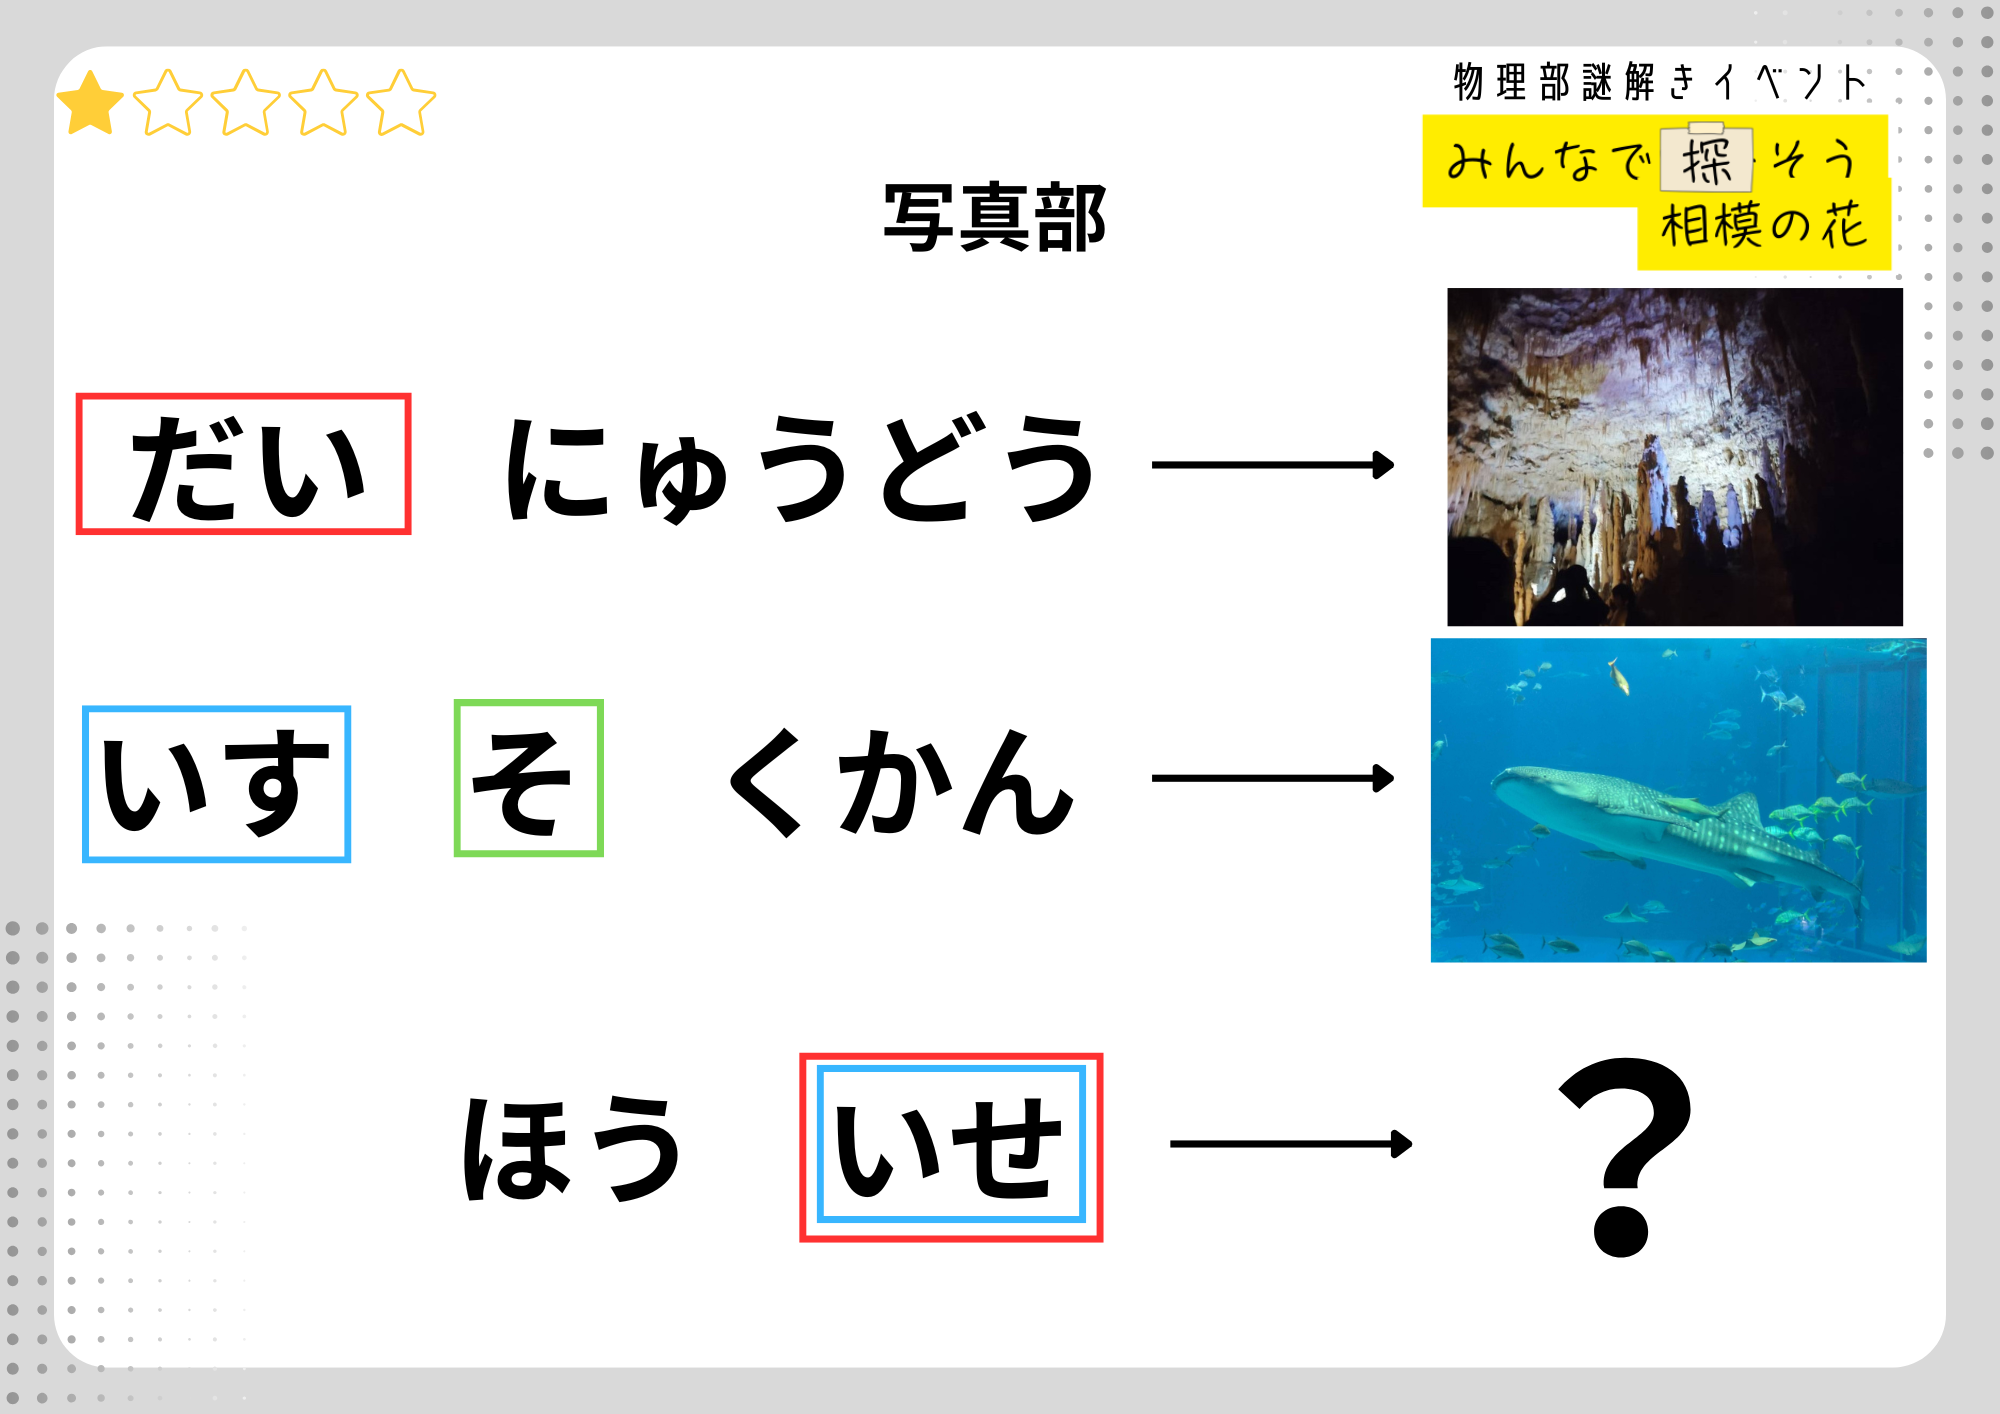 物理部謎解きイベント
みんなで探そう
相模の花
写真部
だい にゅうどう
いす そ くかん
ほう いせ
?